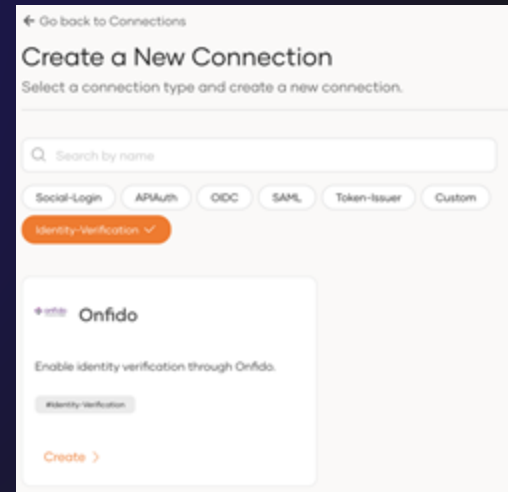 Go back to Connections
Create a New Connection
Select a connection type and create a new connection.
Search by name
Social-Login APIAuth OIDC SAML Token-Issuer Custom
Identity-Verification
onfido Onfido
Enable identity verification through Onfido.
#Identity-Verification
Create